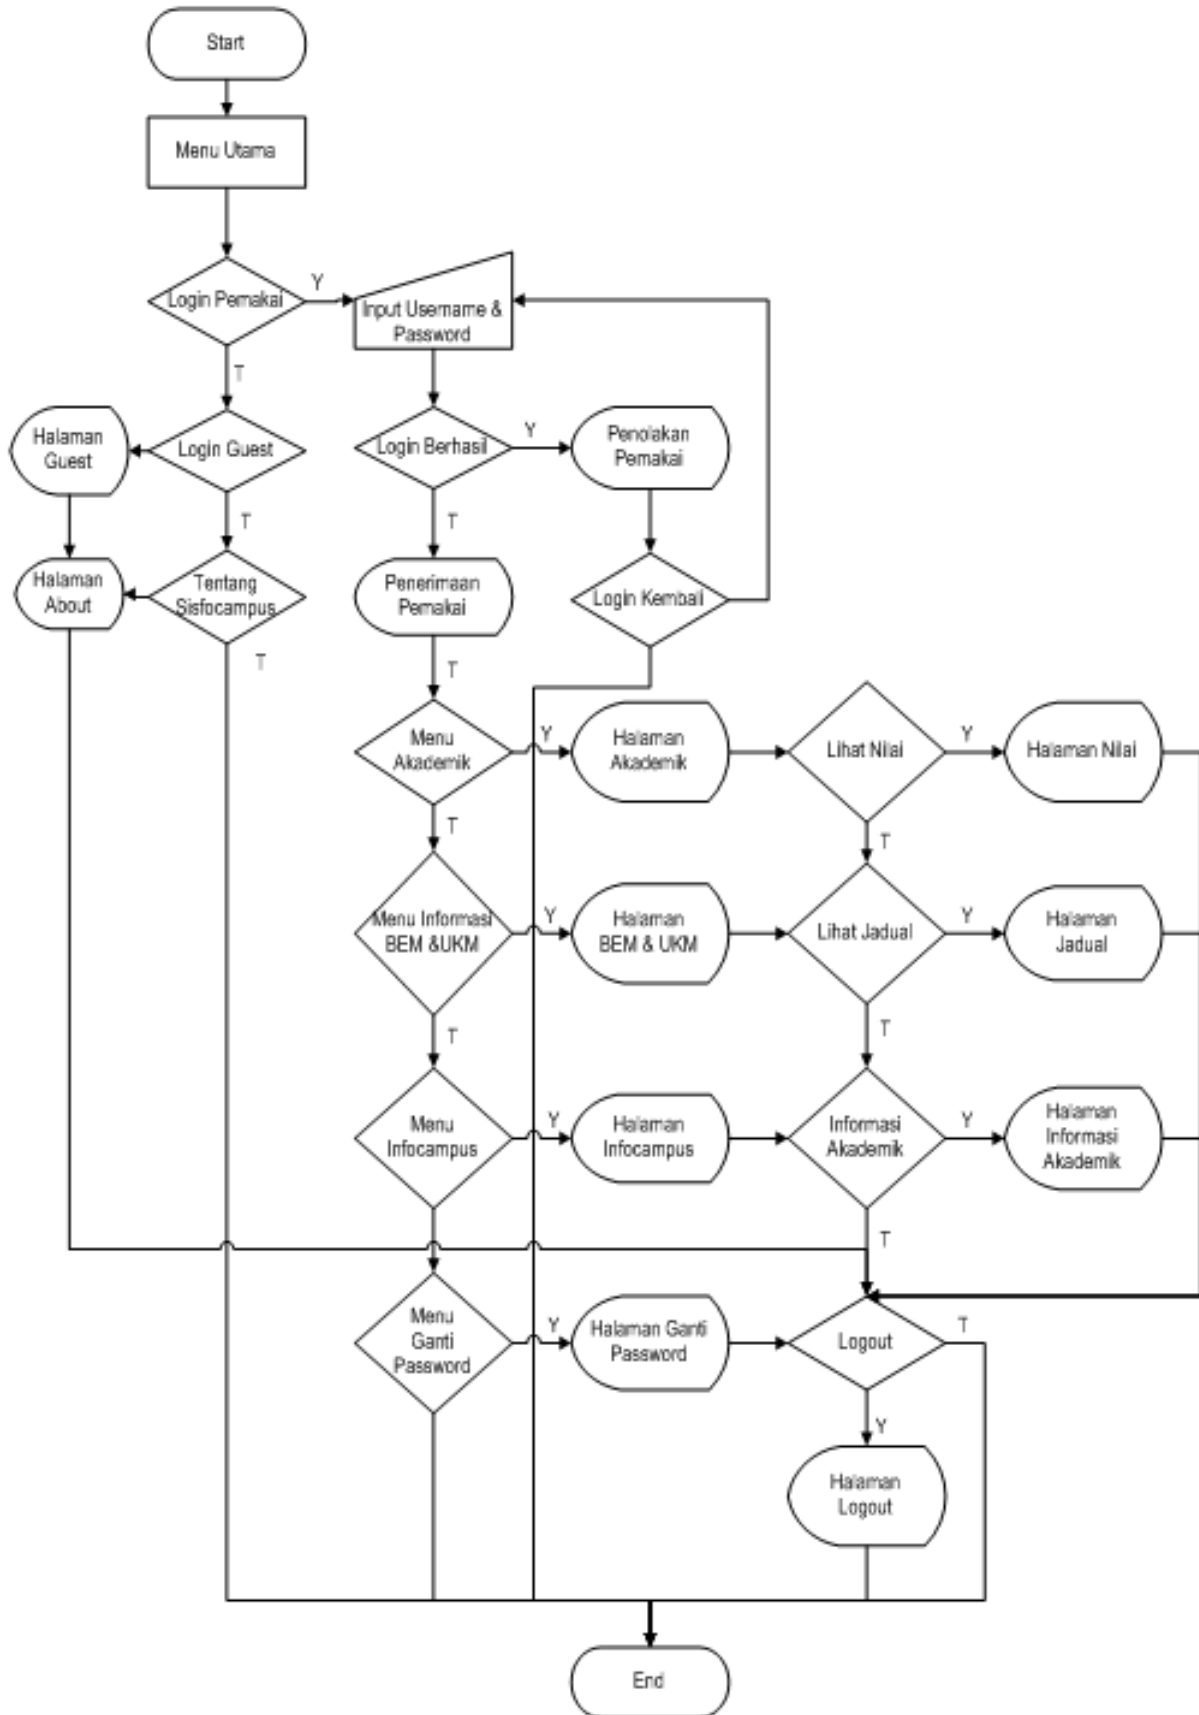 Start
Menu Utama
Login Pemakai
Y
Input Username &
Password
T
Halaman
Guest
Login Guest
Login Berhasil
Y
Penolakan
Pemakai
T
T
Halaman
About
Tentang
Sisfocampus
Penerimaan
Pemakai
Login Kembali
T
T
Menu
Akademik
Y
Halaman
Akademik
Lihat Nilai
Y
Halaman Nilai
T
T
Menu Informasi
BEM &UKM
Y
Halaman
BEM & UKM
Lihat Jadual
Y
Halaman
Jadual
T
T
Menu
Infocampus
Y
Halaman
Infocampus
Informasi
Akademik
Y
Halaman
Informasi
Akademik
T
Menu
Ganti
Password
Y
Halaman Ganti
Password
Logout
T
Y
Halaman
Logout
End